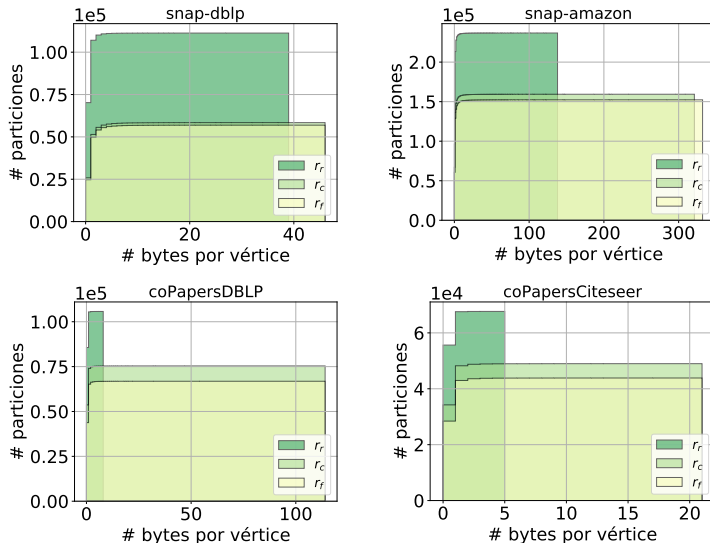 snap-dblp
1e5
# particiones
1.00
0.75
0.50
0.25
0.00
0
20
40
# bytes por vértice
r_r
r_c
r_f
snap-amazon
1e5
# particiones
2.0
1.5
1.0
0.5
0.0
0
100
200
300
# bytes por vértice
r_r
r_c
r_f
coPapersDBLP
1e5
# particiones
1.00
0.75
0.50
0.25
0.00
0
50
100
# bytes por vértice
r_r
r_c
r_f
coPapersCiteseer
1e4
# particiones
6
4
2
0
0
5
10
15
20
# bytes por vértice
r_r
r_c
r_f